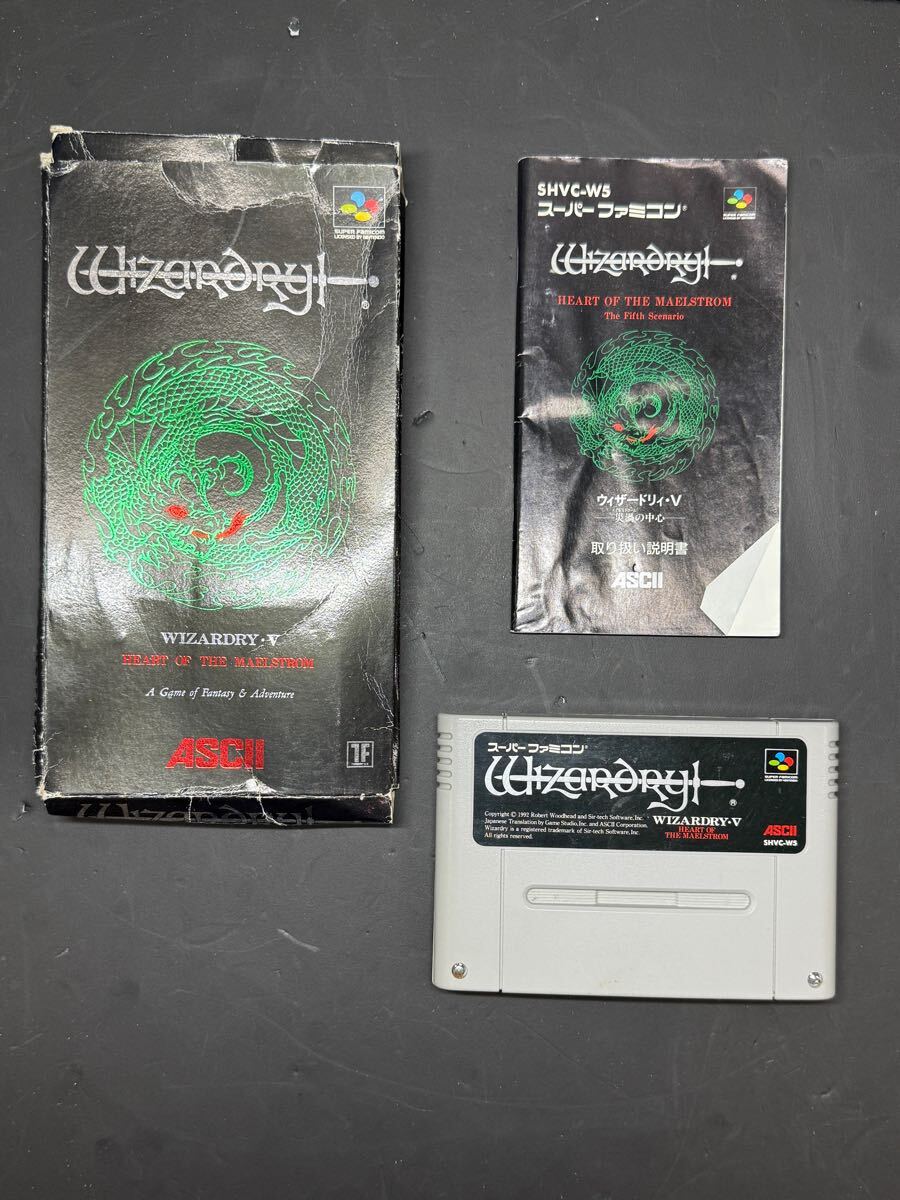 SUPER FAMICOM
LICENSED BY NINTENDO
Wizardry
®
WIZARDRY・V
HEART OF THE MAELSTROM
A Game of Fantasy & Adventure
ASCII
SHVC-W5
スーパーファミコン®
Wizardry
HEART OF THE MAELSTROM
The Fifth Scenario
ウィザードリィ・V
災渦の中心
取り扱い説明書
ASCII
スーパーファミコン®
Wizardry
®
SUPER FAMICOM
Copyright © 1992 Robert Woodhead and Sir-tech Software, Inc.
Japanese Translation by Game Studio, Inc. and ASCII Corporation.
Wizardry is a registered trademark of Sir-tech Software, Inc.
All rights reserved.
WIZARDRY・V
HEART OF
THE MAELSTROM
ASCII
SHVC-W5